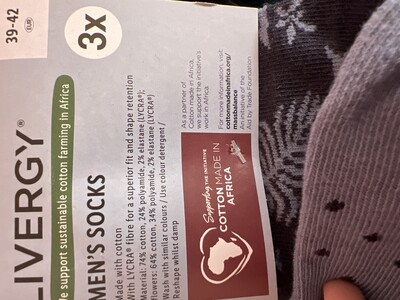 39-42
EUR
3x
LIVERGY®
We support sustainable cotton farming in Africa
MEN'S SOCKS
Made with cotton
With LYCRA® fibre for a superior fit and shape retention
Material: 74% cotton, 24% polyamide, 2% elastane (LYCRA®);
flowers: 64% cotton, 34% polyamide, 2% elastane (LYCRA®)
Wash with similar colours / Use colour detergent /
Reshape whilst damp
As a partner of
Cotton made in Africa,
we support the initiative's
work in Africa
For more information, visit:
cottonmadeinafrica.org/
massbalance
An initiative of the
Aid by Trade Foundation
Supporting THE INITIATIVE
COTTON MADE IN
AFRICA